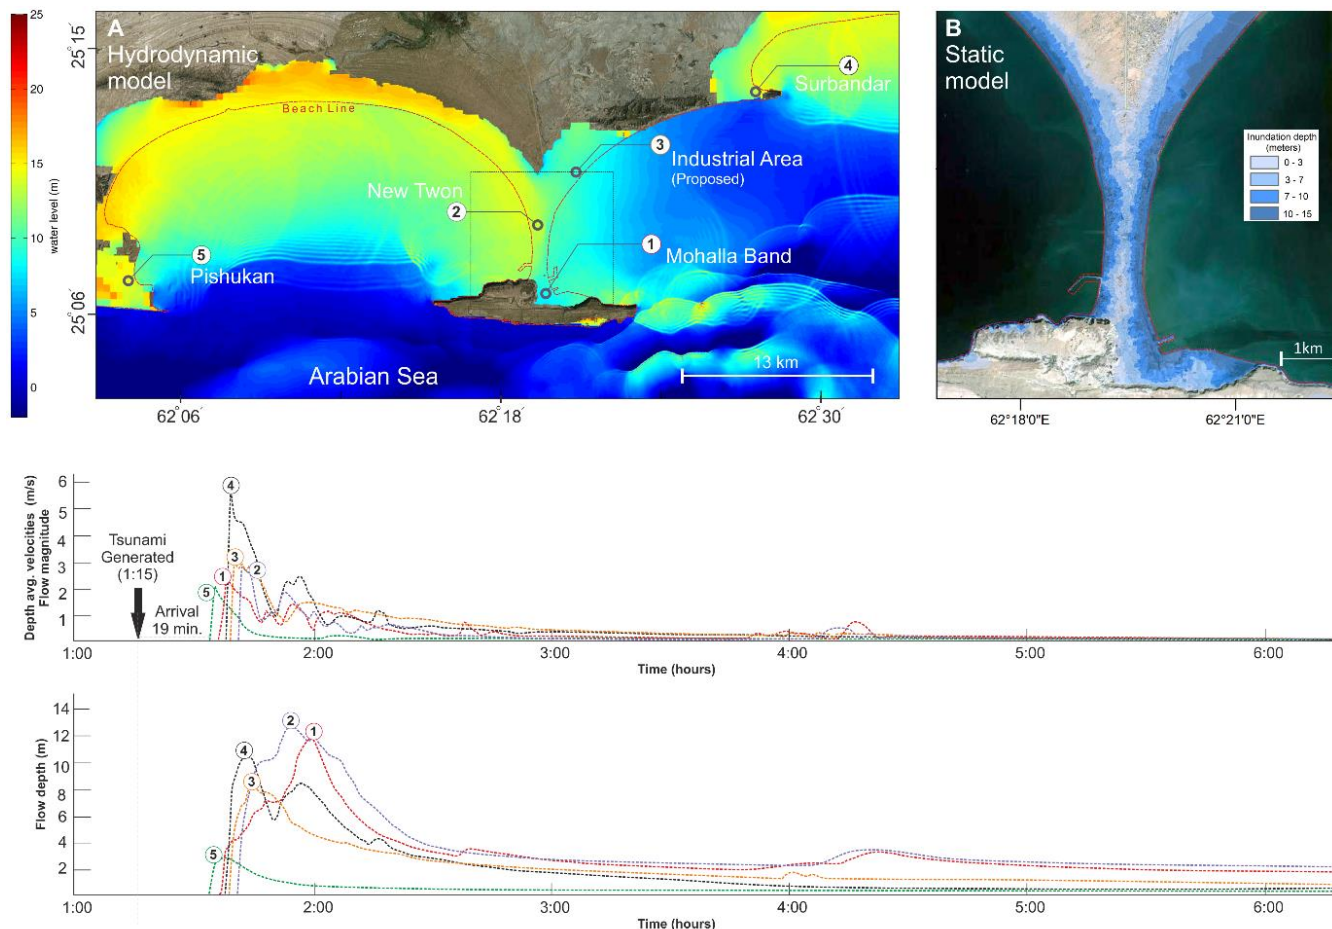 25
20
15
10
5
0
water level (m)
25° 15´
25° 06´
A
Hydrodynamic
model
Beach Line
4
Surbandar
3
Industrial Area
(Proposed)
New Twon
2
1
Mohalla Band
5
Pishukan
Arabian Sea
13 km
62° 06´
62° 18´
62° 30´
B
Static
model
Inundation depth
(meters)
0 - 3
3 - 7
7 - 10
10 - 15
1km
62°18'0"E
62°21'0"E
Depth avg. velocities (m/s)
Flow magnitude
6
5
4
3
2
1
Tsunami
Generated
(1:15)
Arrival
19 min.
4
3
2
1
5
1:00
2:00
3:00
4:00
5:00
6:00
Time (hours)
Flow depth (m)
14
12
10
8
6
4
2
2
1
4
3
5
1:00
2:00
3:00
4:00
5:00
6:00
Time (hours)